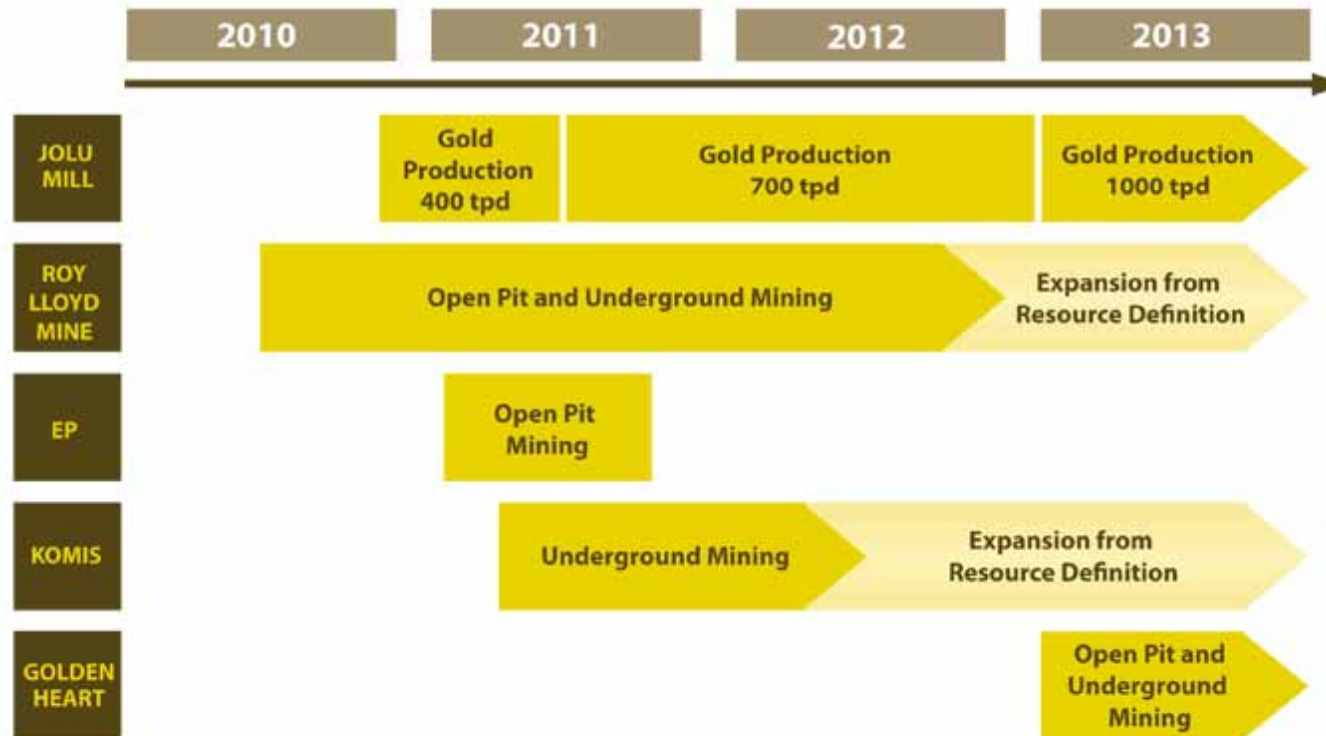 2010 2011 2012 2013
JOLU
MILL
Gold
Production
400 tpd
Gold Production
700 tpd
Gold Production
1000 tpd
ROY
LLOYD
MINE
Open Pit and Underground Mining
Expansion from
Resource Definition
EP
Open Pit
Mining
KOMIS
Underground Mining
Expansion from
Resource Definition
GOLDEN
HEART
Open Pit and
Underground
Mining